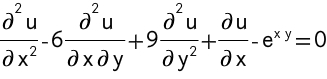 ∂²u/∂x² - 6 ∂²u/∂x∂y + 9 ∂²u/∂y² + ∂u/∂x - e^{xy} = 0